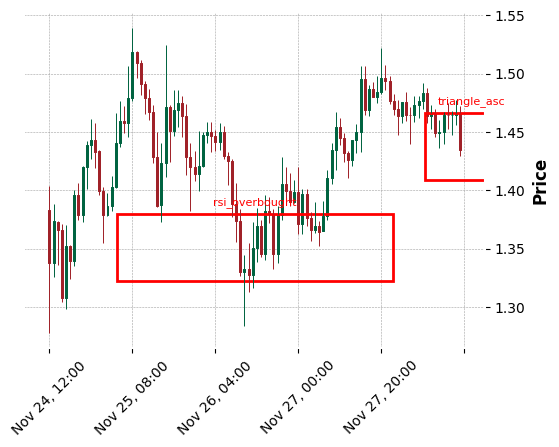 1.55
1.50
triangle_asc
1.45
1.40
rsi_overbought
1.35
1.30
Price
Nov 24, 12:00
Nov 25, 08:00
Nov 26, 04:00
Nov 27, 00:00
Nov 27, 20:00